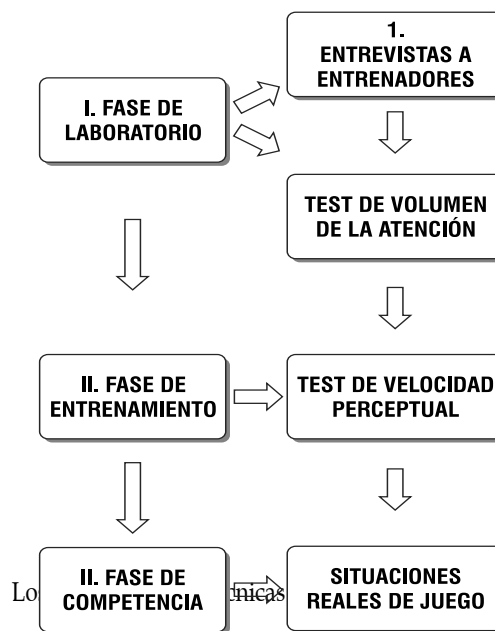 1.
ENTREVISTAS A
ENTRENADORES
I. FASE DE
LABORATORIO
TEST DE VOLUMEN
DE LA ATENCIÓN
II. FASE DE
ENTRENAMIENTO
TEST DE VELOCIDAD
PERCEPTUAL
II. FASE DE
COMPETENCIA
SITUACIONES
REALES DE JUEGO